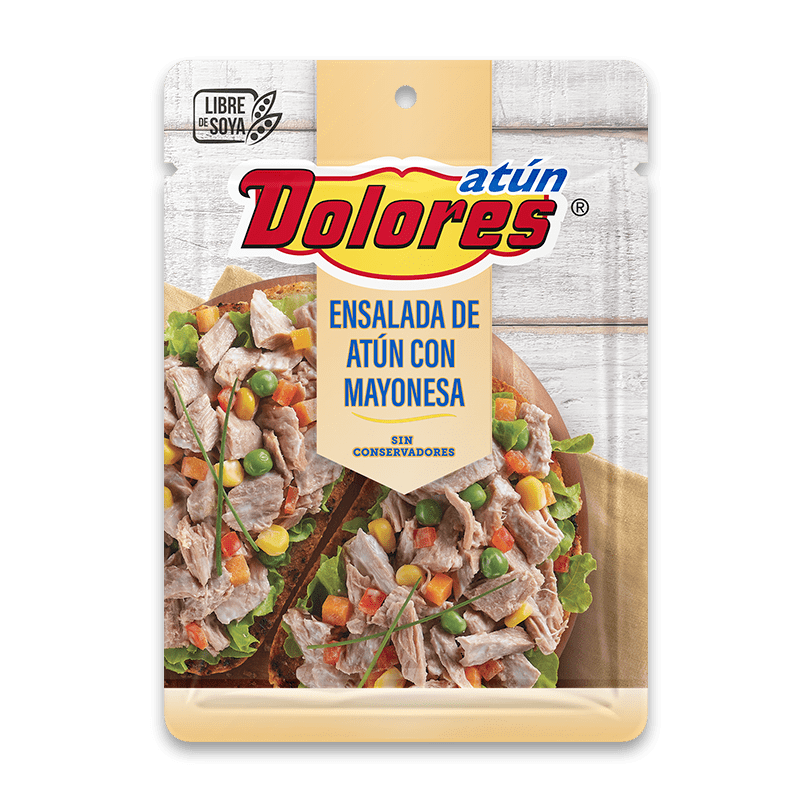 LIBRE
DE SOYA
atún
Dolores®
ENSALADA DE
ATÚN CON
MAYONESA
SIN
CONSERVADORES